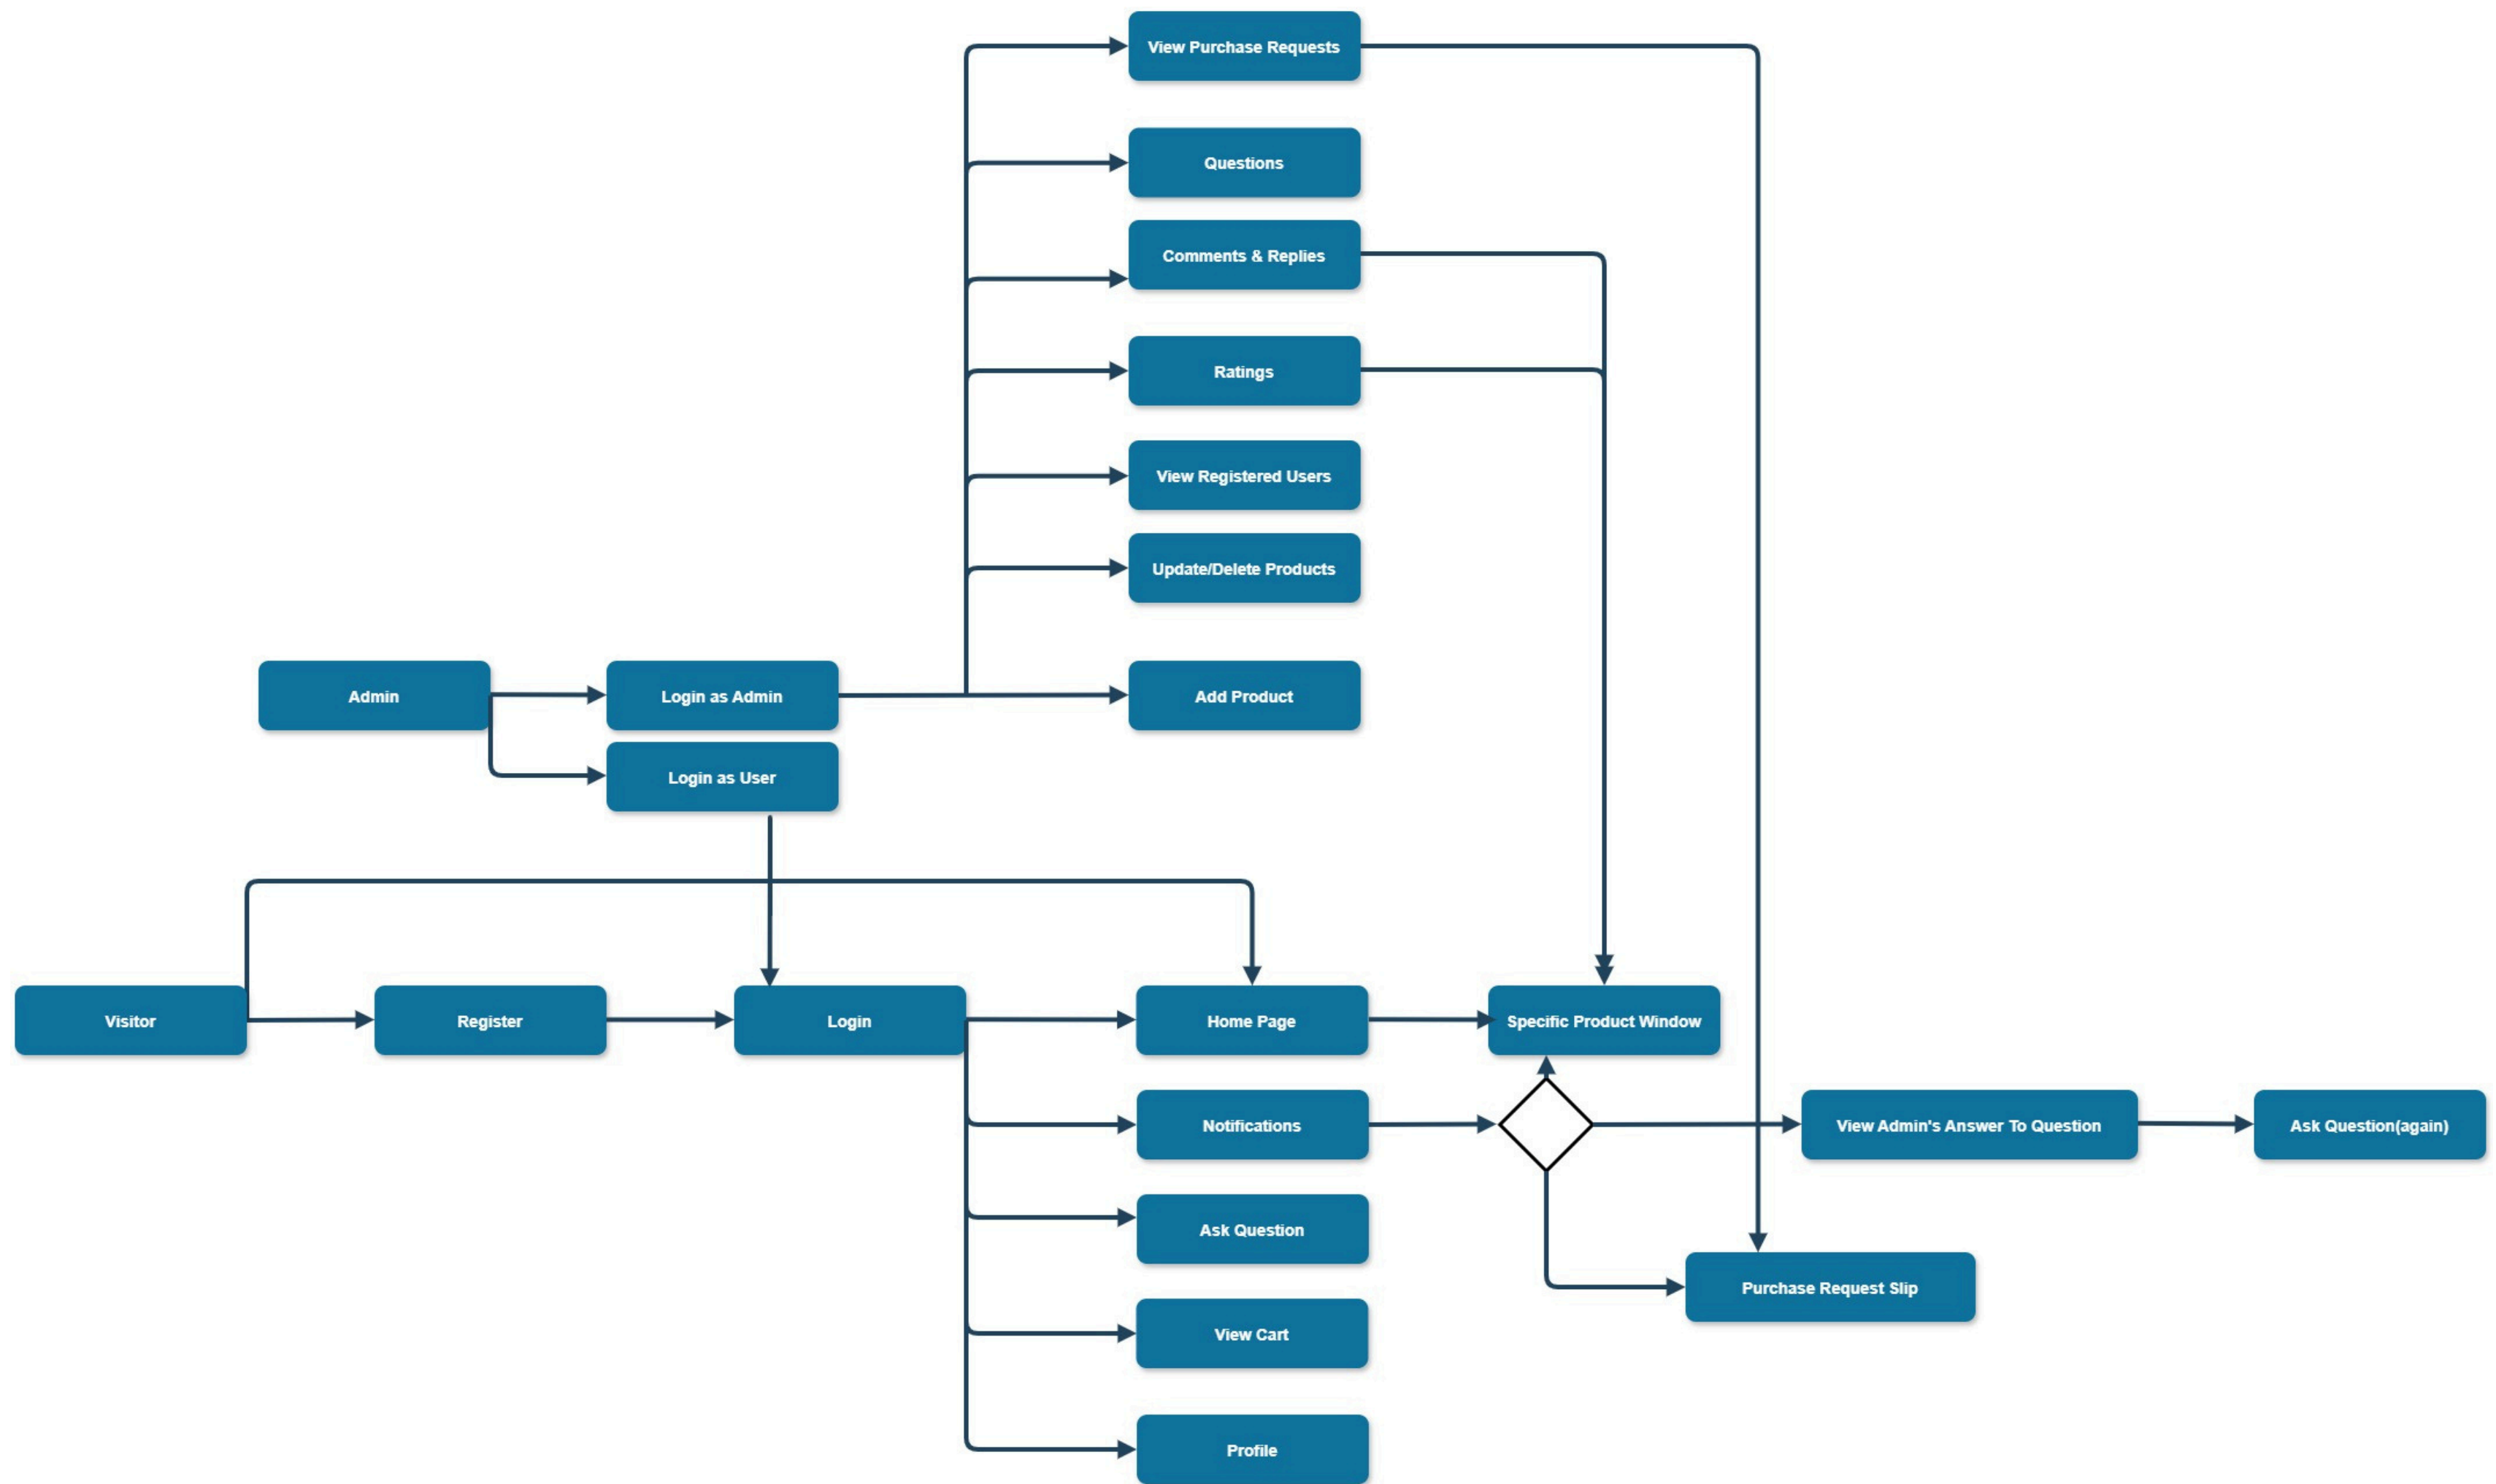 View Purchase Requests
Questions
Comments & Replies
Ratings
View Registered Users
Update/Delete Products
Admin
Login as Admin
Add Product
Login as User
Visitor
Register
Login
Home Page
Specific Product Window
Notifications
View Admin's Answer To Question
Ask Question(again)
Ask Question
Purchase Request Slip
View Cart
Profile